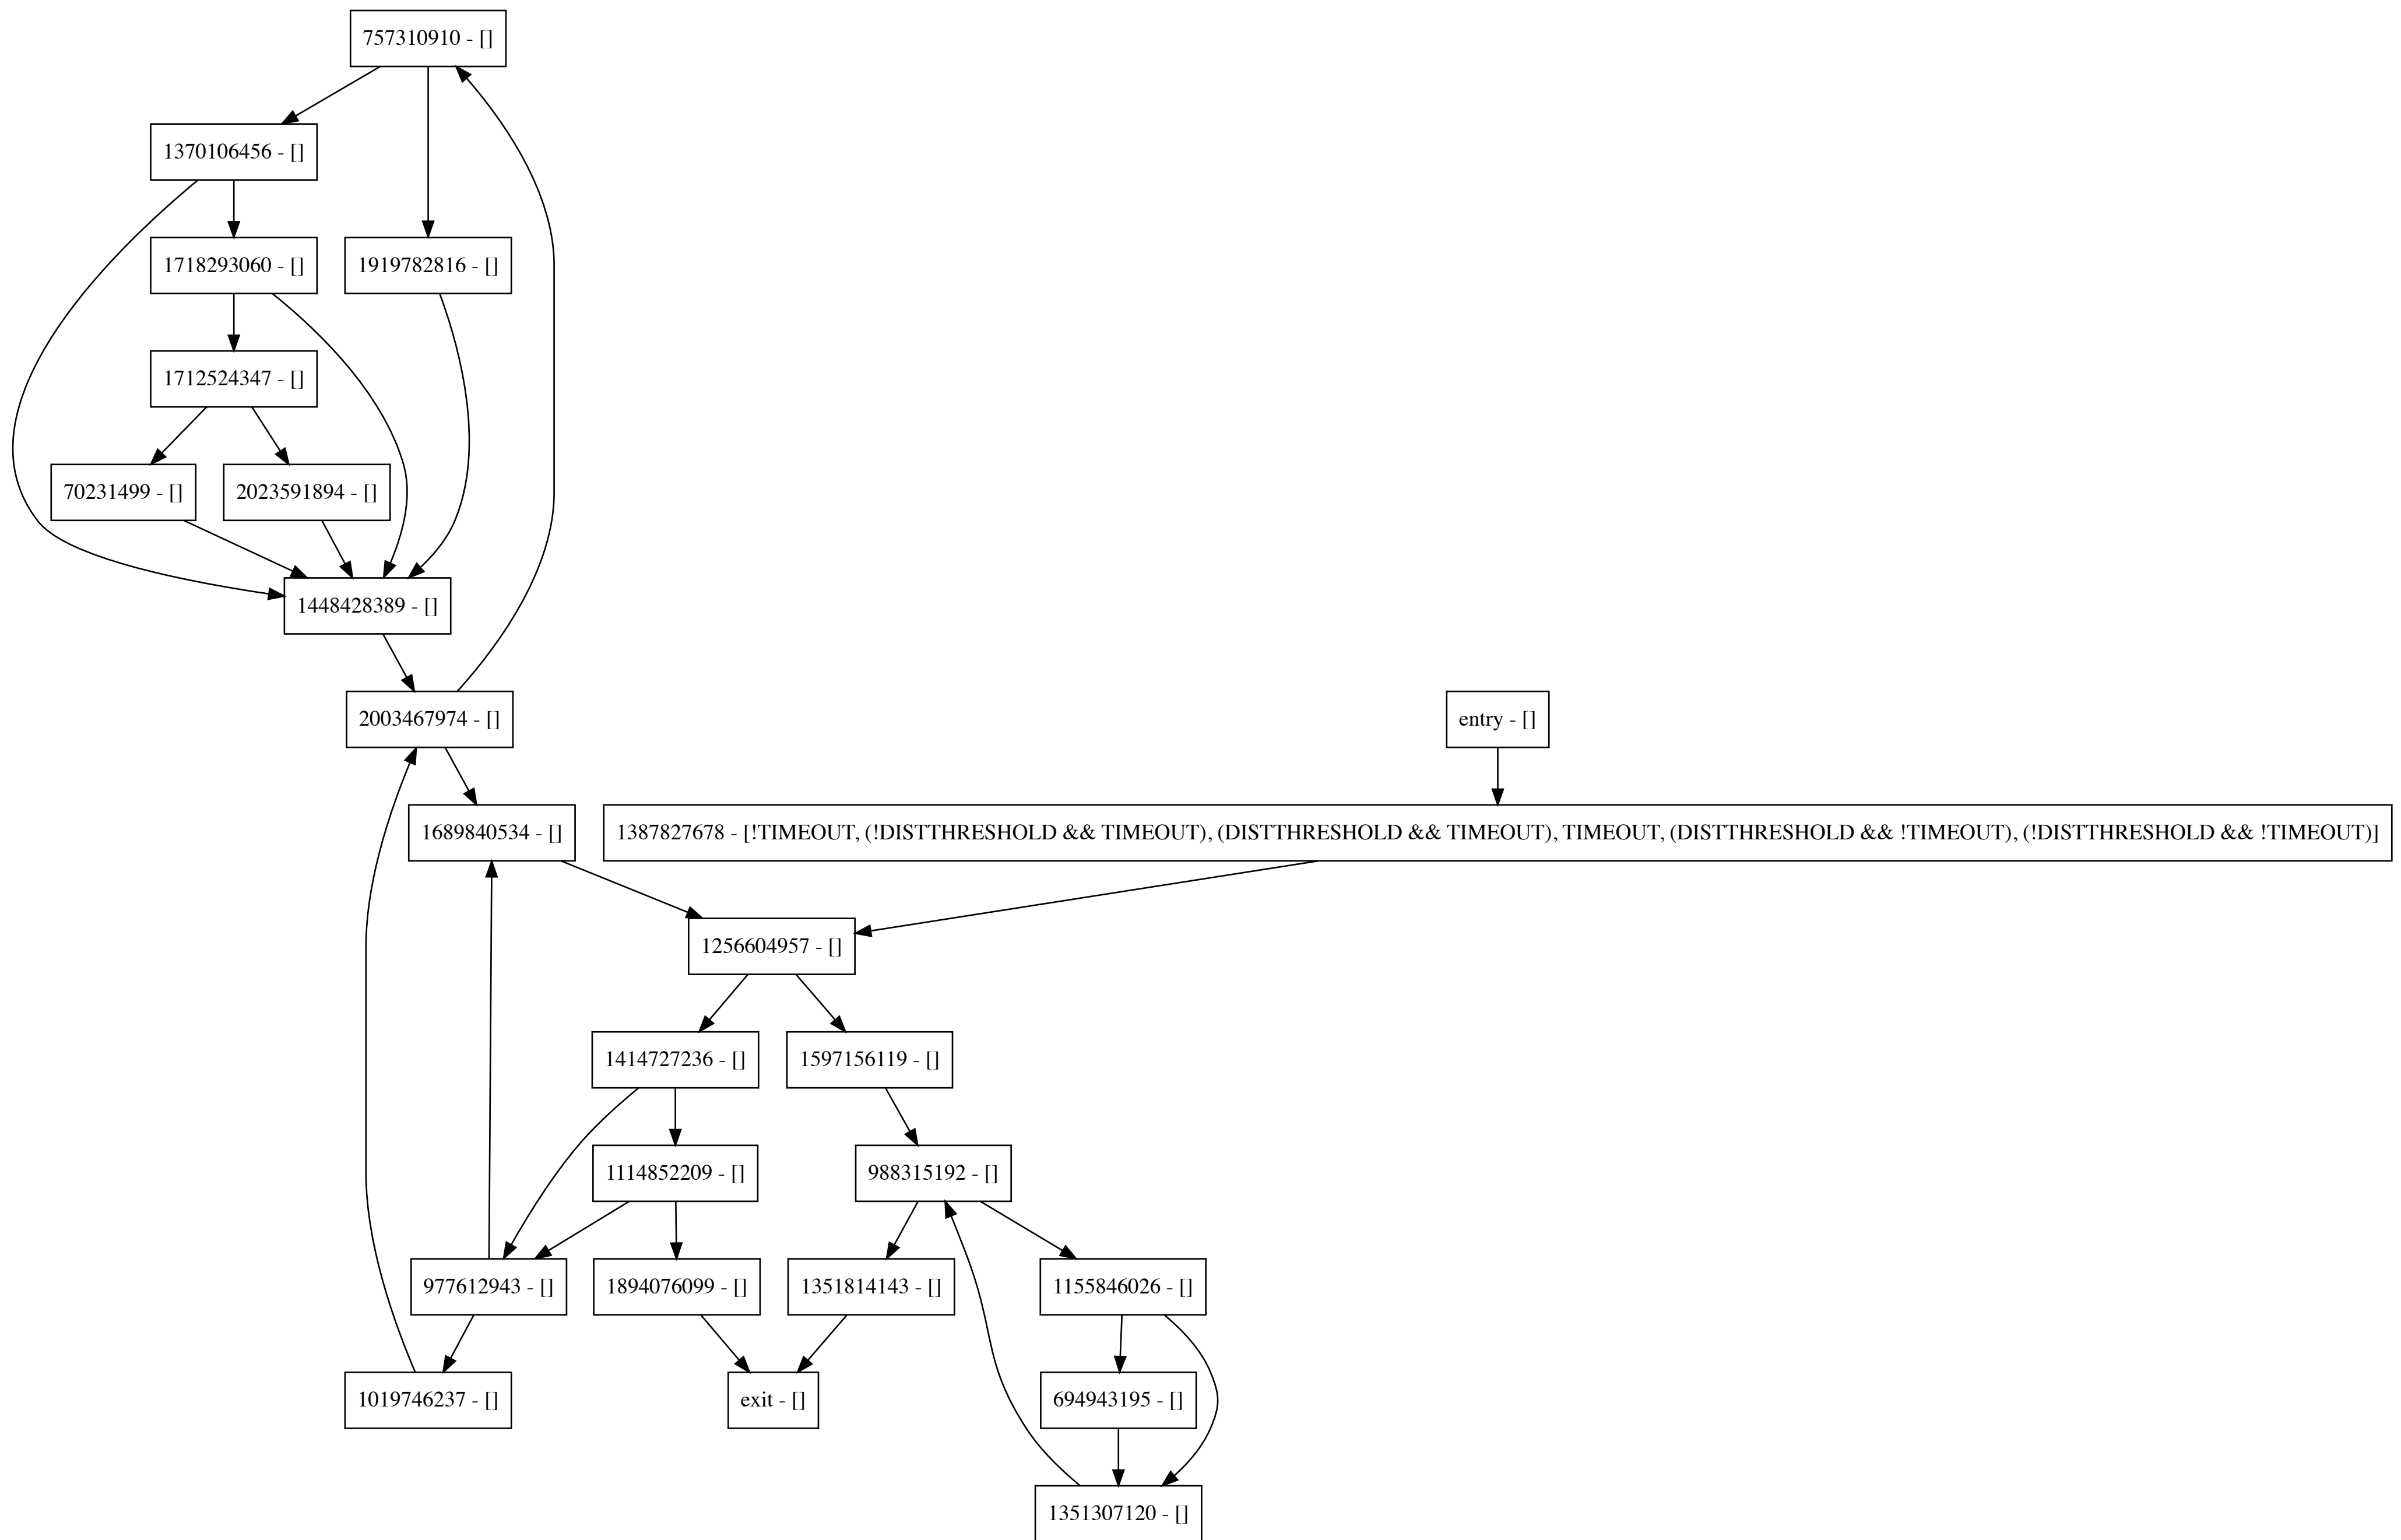 757310910 - []
1370106456 - []
1718293060 - []
1919782816 - []
1712524347 - []
70231499 - []
2023591894 - []
1448428389 - []
2003467974 - []
entry - []
1689840534 - []
1387827678 - [!TIMEOUT, (!DISTTHRESHOLD && TIMEOUT), (DISTTHRESHOLD && TIMEOUT), TIMEOUT, (DISTTHRESHOLD && !TIMEOUT), (!DISTTHRESHOLD && !TIMEOUT)]
1256604957 - []
1414727236 - []
1597156119 - []
1114852209 - []
988315192 - []
977612943 - []
1894076099 - []
1351814143 - []
1155846026 - []
1019746237 - []
exit - []
694943195 - []
1351307120 - []